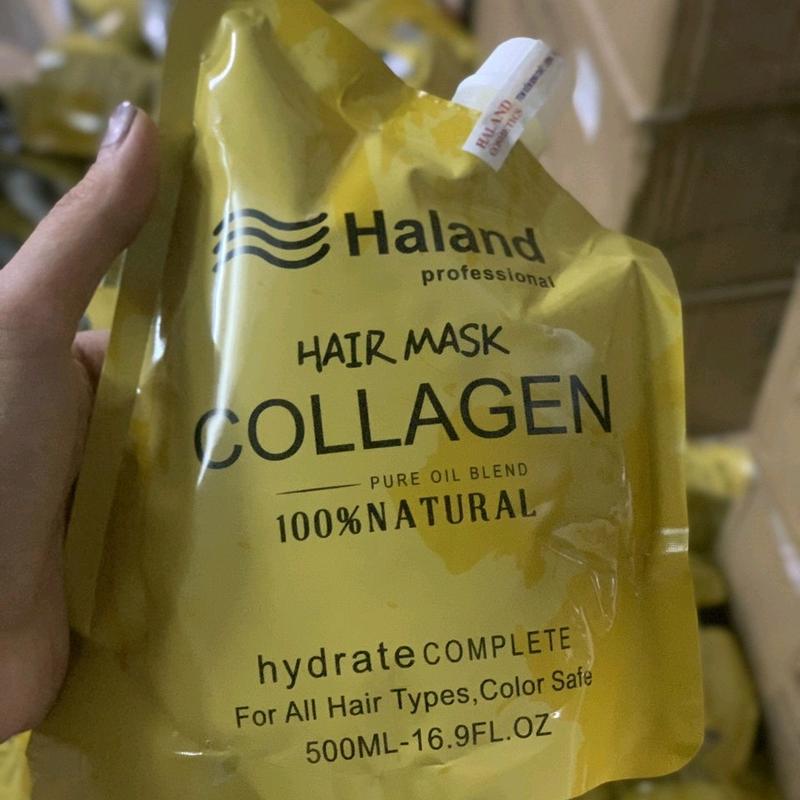 HALAND
COSMETICS
Haland
professional
HAIR MASK
COLLAGEN
PURE OIL BLEND
100%NATURAL
hydrate COMPLETE
For All Hair Types,Color Safe
500ML-16.9FL.OZ